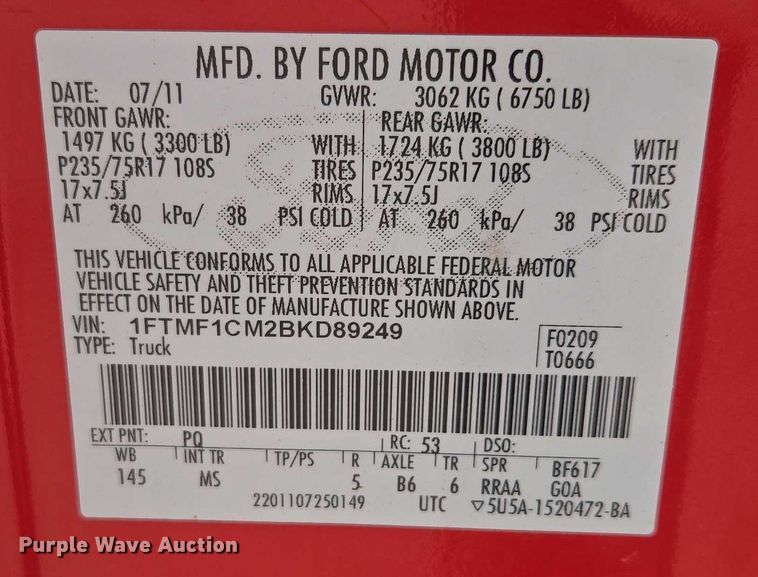 MFD. BY FORD MOTOR CO.
DATE: 07/11 GVWR: 3062 KG ( 6750 LB)
FRONT GAWR: REAR GAWR:
1497 KG ( 3300 LB) WITH 1724 KG ( 3800 LB) WITH
P235/75R17 108S TIRES P235/75R17 108S TIRES
17x7.5J RIMS 17x7.5J RIMS
AT 260 kPa/ 38 PSI COLD AT 260 kPa/ 38 PSI COLD
Ford
THIS VEHICLE CONFORMS TO ALL APPLICABLE FEDERAL MOTOR
VEHICLE SAFETY AND THEFT PREVENTION STANDARDS IN
EFFECT ON THE DATE OF MANUFACTURE SHOWN ABOVE.
VIN: 1FTMF1CM2BKD89249 F0209
TYPE: Truck T0666
EXT PNT: PQ RC: 53 DSO:
WB INT TR TP/PS R AXLE TR SPR BF617
145 MS 5 B6 6 RRAA GOA
2201107250149 UTC ▽5U5A-1520472-BA
Purple Wave Auction